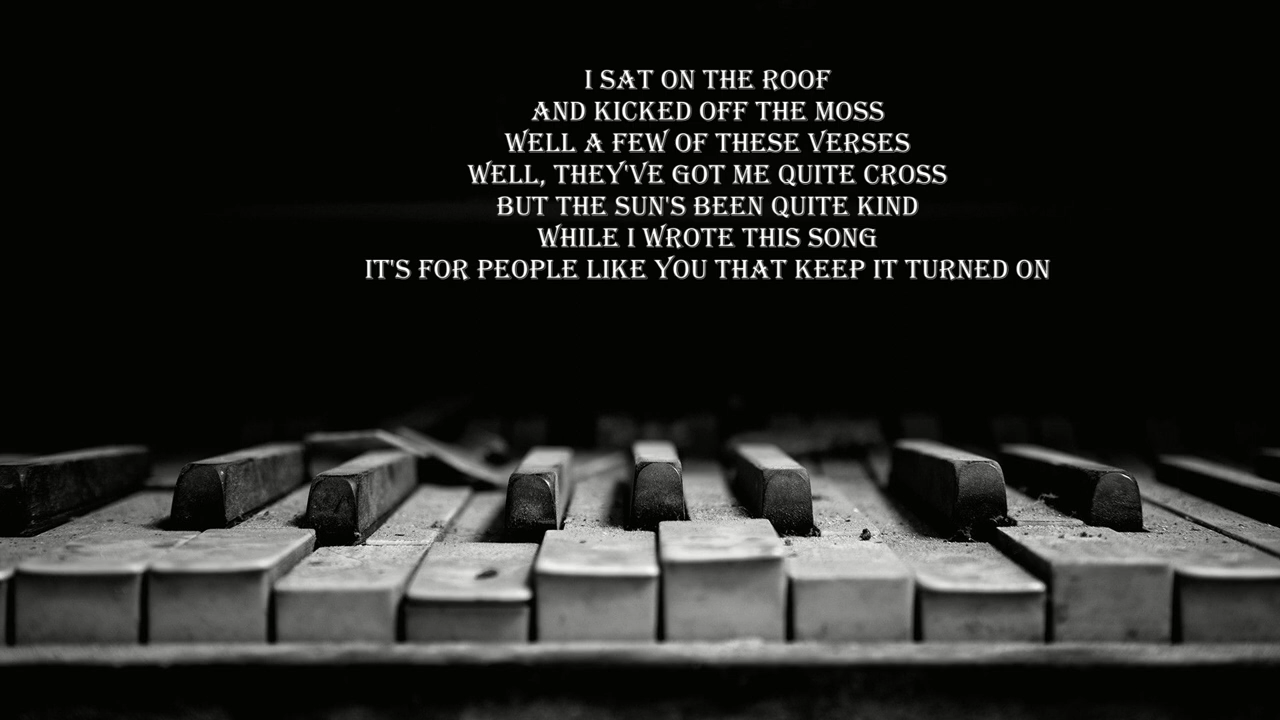 I SAT ON THE ROOF
AND KICKED OFF THE MOSS
WELL A FEW OF THESE VERSES
WELL, THEY'VE GOT ME QUITE CROSS
BUT THE SUN'S BEEN QUITE KIND
WHILE I WROTE THIS SONG
IT'S FOR PEOPLE LIKE YOU THAT KEEP IT TURNED ON